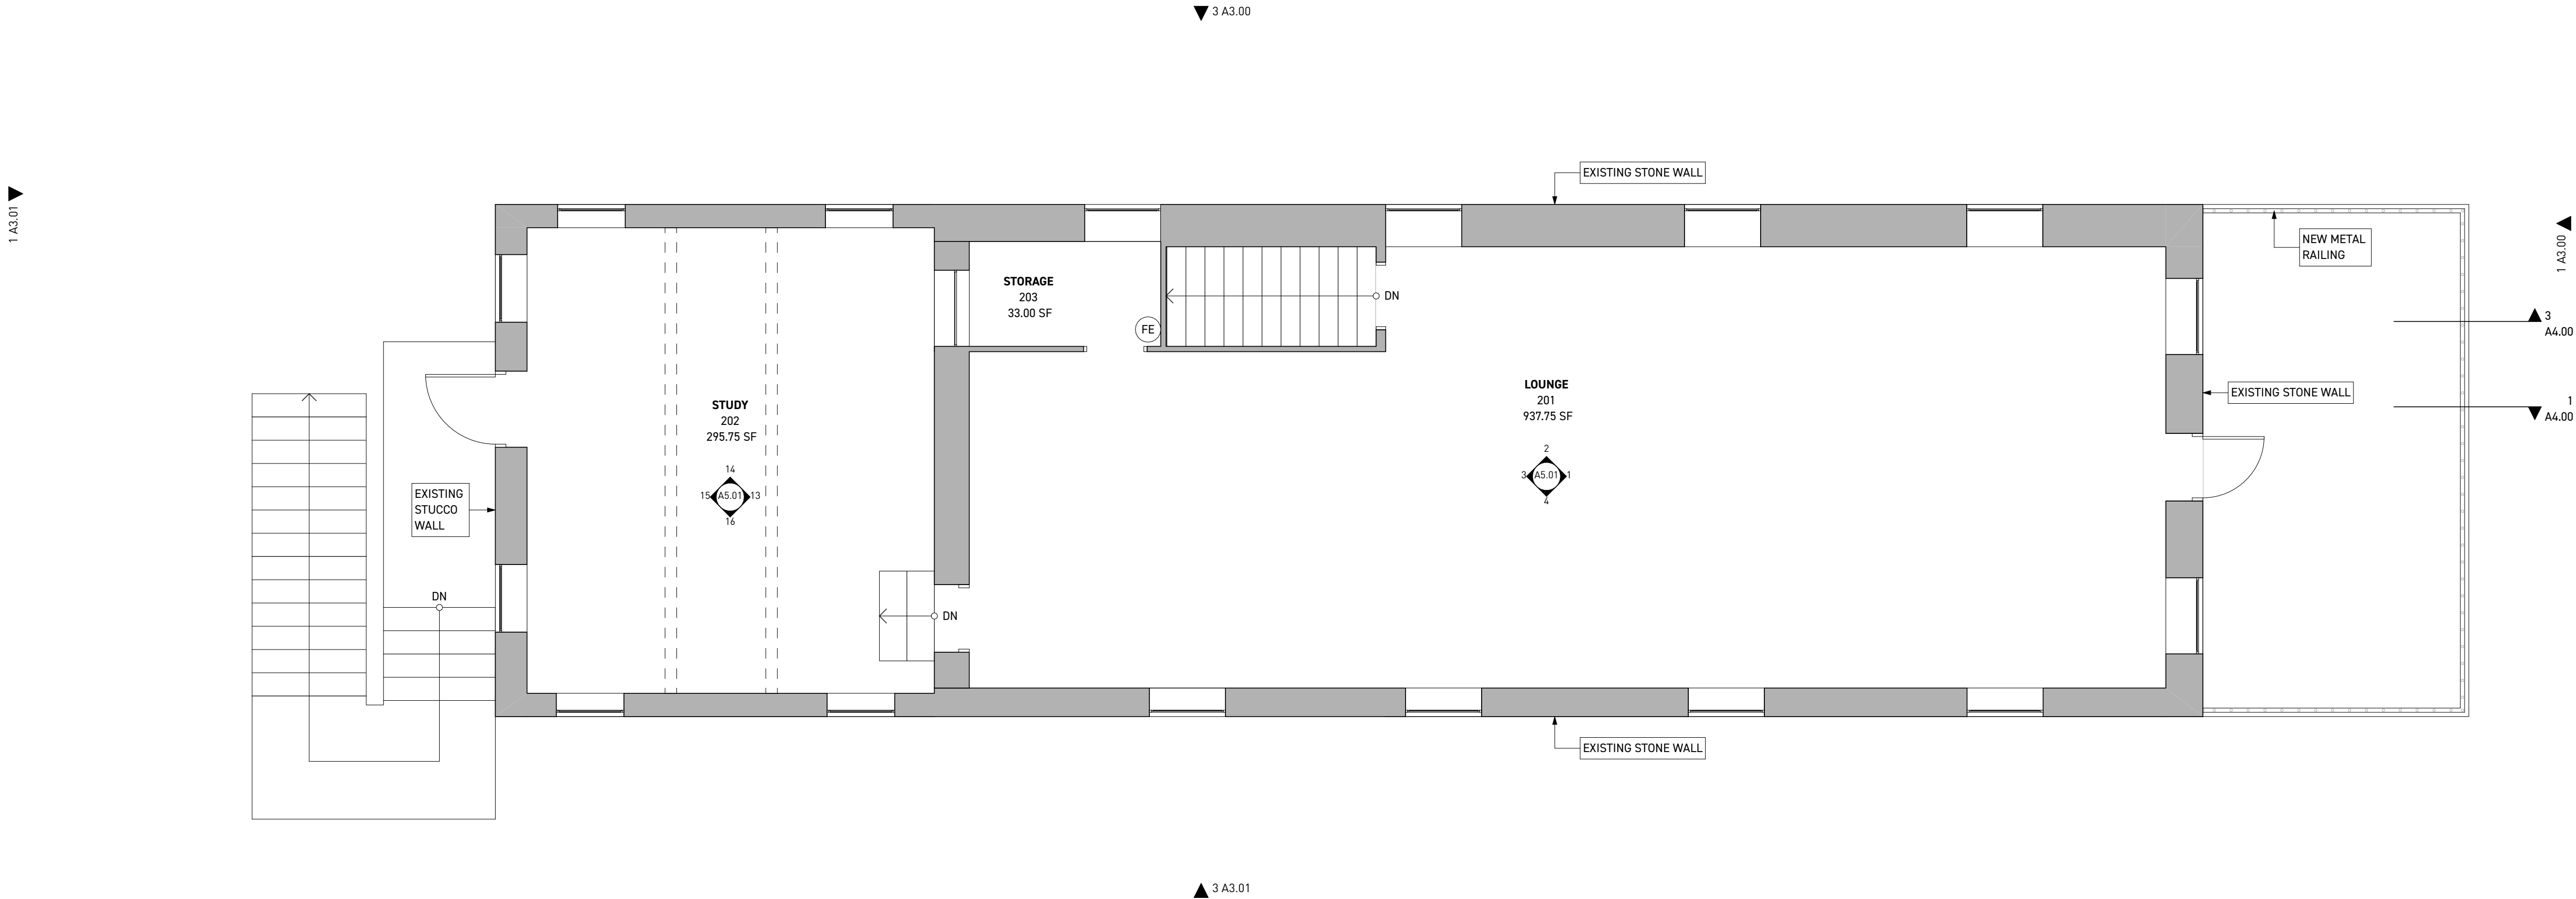 3 A3.00
EXISTING STONE WALL
1 A3.01
1 A3.00
NEW METAL
RAILING
STORAGE
203
33.00 SF
DN
FE
3
A4.00
LOUNGE
201
937.75 SF
EXISTING STONE WALL
1
A4.00
STUDY
202
295.75 SF
2
3 A5.01 1
4
14
15 A5.01 13
16
EXISTING
STUCCO
WALL
DN
DN
EXISTING STONE WALL
3 A3.01